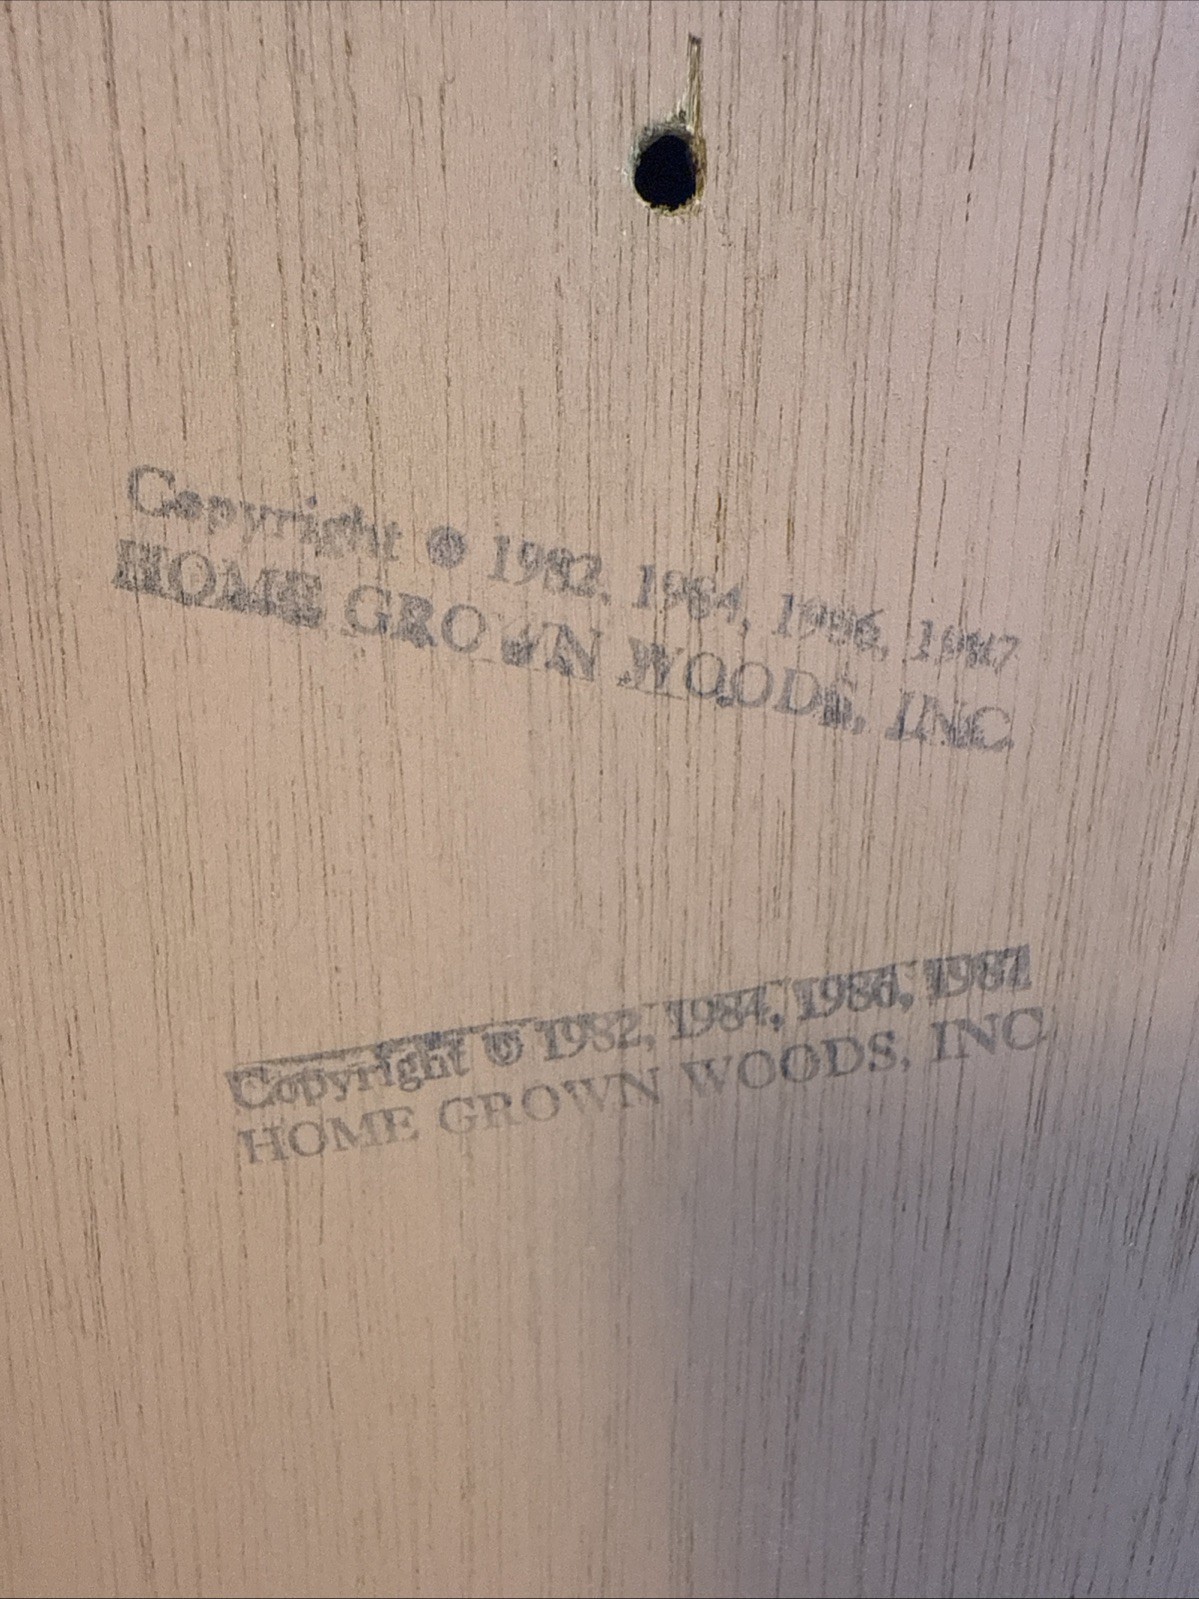 Copyright © 1982, 1984, 1986, 1987
HOME GROWN WOODS, INC
Copyright © 1982, 1984, 1986, 1987
HOME GROWN WOODS, INC